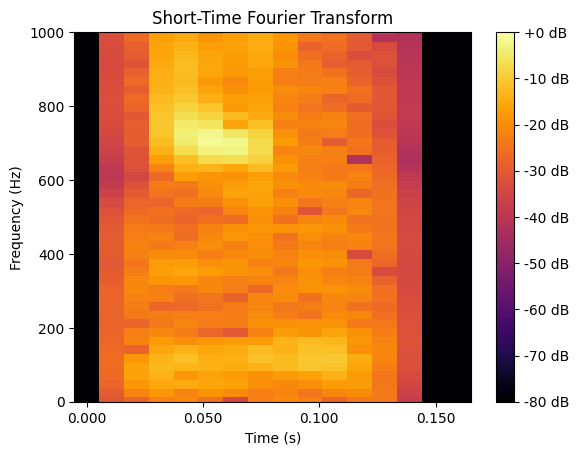 Short-Time Fourier Transform
1000
800
600
400
200
0
Frequency (Hz)
0.000
0.050
0.100
0.150
Time (s)
+0 dB
-10 dB
-20 dB
-30 dB
-40 dB
-50 dB
-60 dB
-70 dB
-80 dB